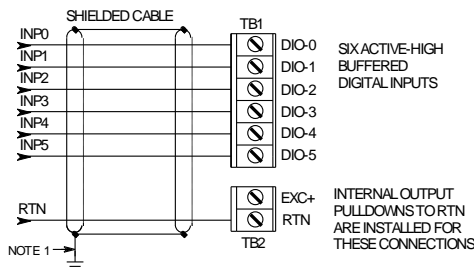 SHIELDED CABLE
TB1
INP0
DIO-0
INP1
DIO-1
INP2
DIO-2
INP3
DIO-3
INP4
DIO-4
INP5
DIO-5
SIX ACTIVE-HIGH
BUFFERED
DIGITAL INPUTS
EXC+
RTN
RTN
TB2
INTERNAL OUTPUT
PULLDOWNS TO RTN
ARE INSTALLED FOR
THESE CONNECTIONS
NOTE 1